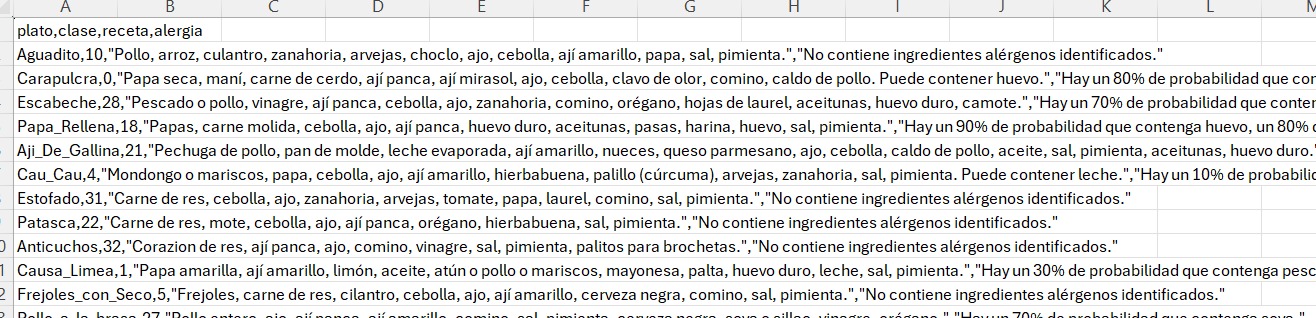 A B C D E F G H I J K L M
plato,clase,receta,alergia
Aguadito,10,"Pollo, arroz, culantro, zanahoria, arvejas, choclo, ajo, cebolla, ají amarillo, papa, sal, pimienta.","No contiene ingredientes alérgenos identificados."
Carapulcra,0,"Papa seca, maní, carne de cerdo, ají panca, ají mirasol, ajo, cebolla, clavo de olor, comino, caldo de pollo. Puede contener huevo.","Hay un 80% de probabilidad que con
Escabeche,28,"Pescado o pollo, vinagre, ají panca, cebolla, ajo, zanahoria, comino, orégano, hojas de laurel, aceitunas, huevo duro, camote.","Hay un 70% de probabilidad que conten
Papa_Rellena,18,"Papas, carne molida, cebolla, ajo, ají panca, huevo duro, aceitunas, pasas, harina, huevo, sal, pimienta.","Hay un 90% de probabilidad que contenga huevo, un 80% d
Aji_De_Gallina,21,"Pechuga de pollo, pan de molde, leche evaporada, ají amarillo, nueces, queso parmesano, ajo, cebolla, caldo de pollo, aceite, sal, pimienta, aceitunas, huevo duro."
Cau_Cau,4,"Mondongo o mariscos, papa, cebolla, ajo, ají amarillo, hierbabuena, palillo (cúrcuma), arvejas, zanahoria, sal, pimienta. Puede contener leche.","Hay un 10% de probabilid
Estofado,31,"Carne de res, cebolla, ajo, zanahoria, arvejas, tomate, papa, laurel, comino, sal, pimienta.","No contiene ingredientes alérgenos identificados."
Patasca,22,"Carne de res, mote, cebolla, ajo, ají panca, orégano, hierbabuena, sal, pimienta.","No contiene ingredientes alérgenos identificados."
0 Anticuchos,32,"Corazon de res, ají panca, ajo, comino, vinagre, sal, pimienta, palitos para brochetas.","No contiene ingredientes alérgenos identificados."
1 Causa_Limea,1,"Papa amarilla, ají amarillo, limón, aceite, atún o pollo o mariscos, mayonesa, palta, huevo duro, leche, sal, pimienta.","Hay un 30% de probabilidad que contenga pesc
2 Frejoles_con_Seco,5,"Frejoles, carne de res, cilantro, cebolla, ajo, ají amarillo, cerveza negra, comino, sal, pimienta.","No contiene ingredientes alérgenos identificados."